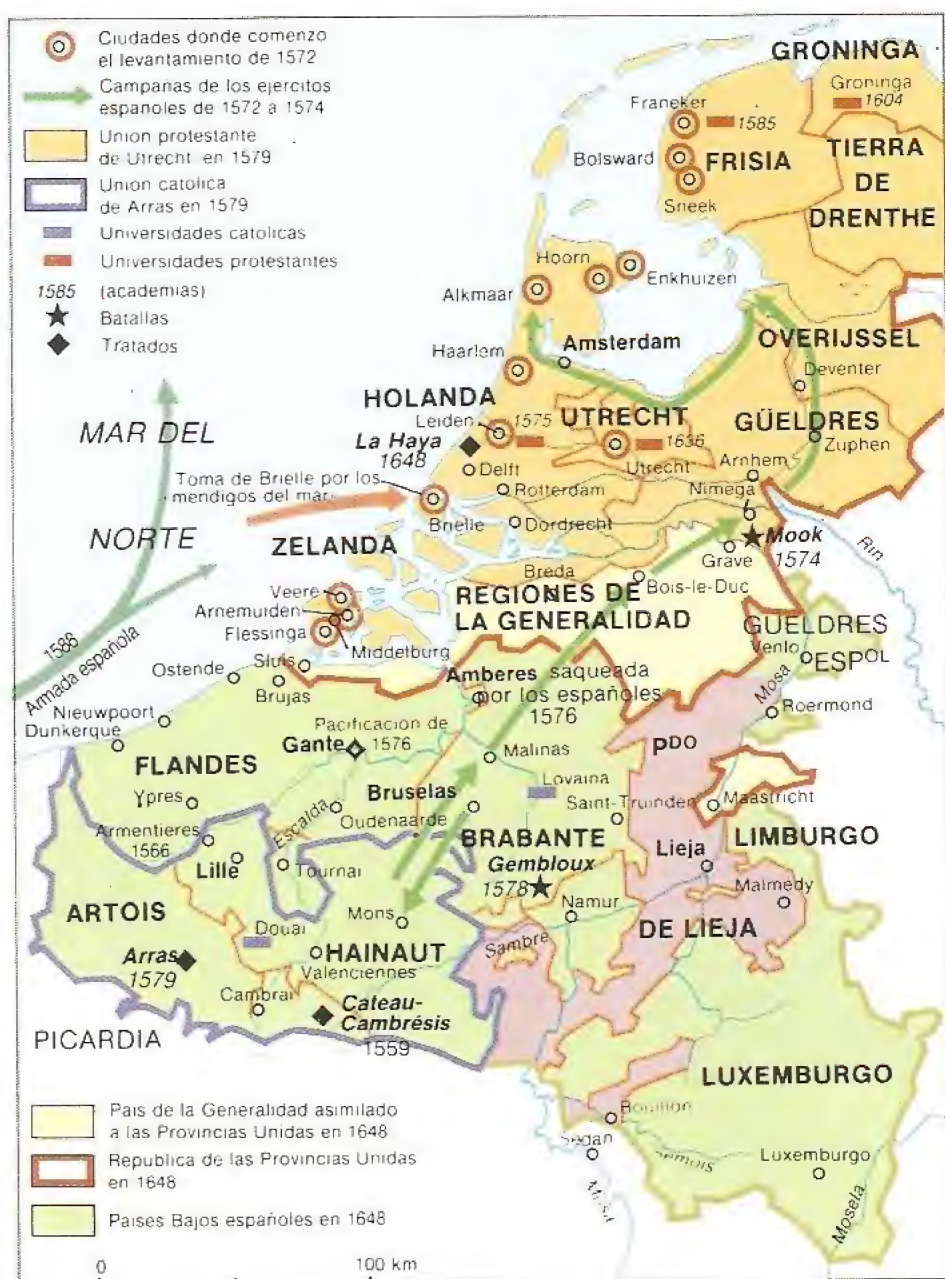 Ciudades donde comenzo
el levantamiento de 1572
Campañas de los ejercitos
españoles de 1572 a 1574
Union protestante
de Utrecht en 1579
Union catolica
de Arras en 1579
Universidades catolicas
Universidades protestantes
1585 (academias)
Batallas
Tratados
GRONINGA
Groninga
1604
Franeker
1585
Bolsward
FRISIA
Sneek
TIERRA
DE
DRENTHE
Hoorn
Enkhuizen
Alkmaar
Amsterdam
OVERIJSSEL
Haarlem
Deventer
HOLANDA
Leiden
1575
UTRECHT
GÜELDRES
La Haya
1648
1636
Utrecht
Zuphen
Delft
Arnhem
MAR DEL
NORTE
Toma de Brielle por los
mendigos del mar
Rotterdam
Nimega
Brielle
Dordrecht
Mook
1574
Grave
Rin
ZELANDA
Breda
Bois-le-Duc
Veere
REGIONES DE
LA GENERALIDAD
Arnemuiden
Flessinga
Middelburg
GUELDRES
ESPOL
Venlo
1588
Armada española
Ostende
Sluis
Brujas
Amberes saqueada
por los españoles
1576
Mosa
Roermond
Nieuwpoort
Dunkerque
Pacificacion de
Gante 1576
Malinas
PDO
FLANDES
Lovaina
Ypres
Escalda
Bruselas
Oudenaarde
Saint-Truinden
Maastricht
Armentieres
1566
BRABANTE
LIMBURGO
Lille
Tournai
Gembloux
1578
Lieja
Malmedy
ARTOIS
Mons
Namur
Douai
HAINAUT
DE LIEJA
Arras
1579
Valenciennes
Sambre
Cambrai
Cateau-
Cambrésis
1559
PICARDIA
LUXEMBURGO
Bouillon
Sedan
Semois
Luxemburgo
Mosa
Mosela
Pais de la Generalidad asimilado
a las Provincias Unidas en 1648
Republica de las Provincias Unidas
en 1648
Paises Bajos españoles en 1648
0 100 km